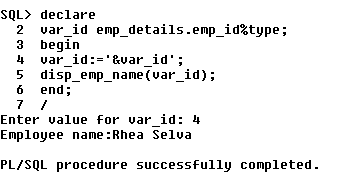 SQL> declare
2 var_id emp_details.emp_id%type;
3 begin
4 var_id:='&var_id';
5 disp_emp_name(var_id);
6 end;
7 /
Enter value for var_id: 4
Employee name:Rhea Selva
PL/SQL procedure successfully completed.